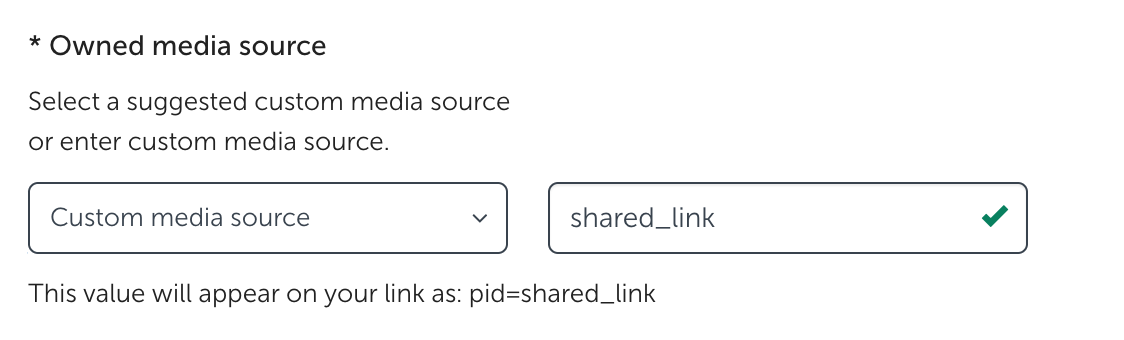 * Owned media source
Select a suggested custom media source
or enter custom media source.
Custom media source
shared_link
This value will appear on your link as: pid=shared_link